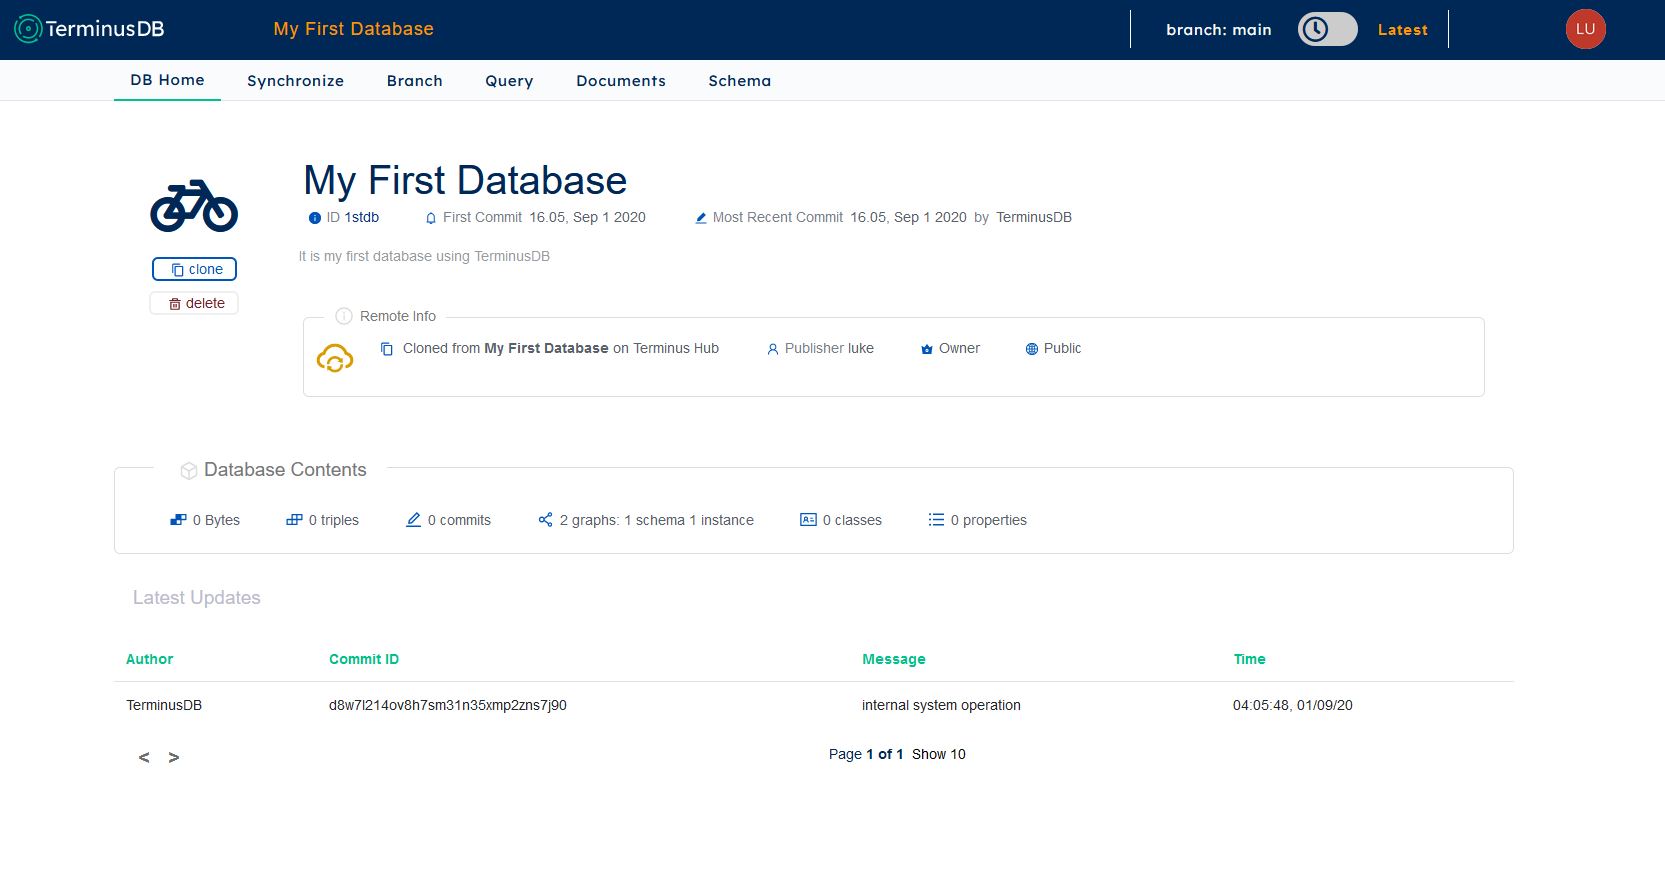 TerminusDB My First Database branch: main Latest LU
DB Home Synchronize Branch Query Documents Schema
My First Database
ID 1stdb First Commit 16.05, Sep 1 2020 Most Recent Commit 16.05, Sep 1 2020 by TerminusDB
It is my first database using TerminusDB
clone
delete
Remote Info
Cloned from My First Database on Terminus Hub Publisher luke Owner Public
Database Contents
0 Bytes 0 triples 0 commits 2 graphs: 1 schema 1 instance 0 classes 0 properties
Latest Updates
Author Commit ID Message Time
TerminusDB d8w7l214ov8h7sm31n35xmp2zns7j90 internal system operation 04:05:48, 01/09/20
< > Page 1 of 1 Show 10